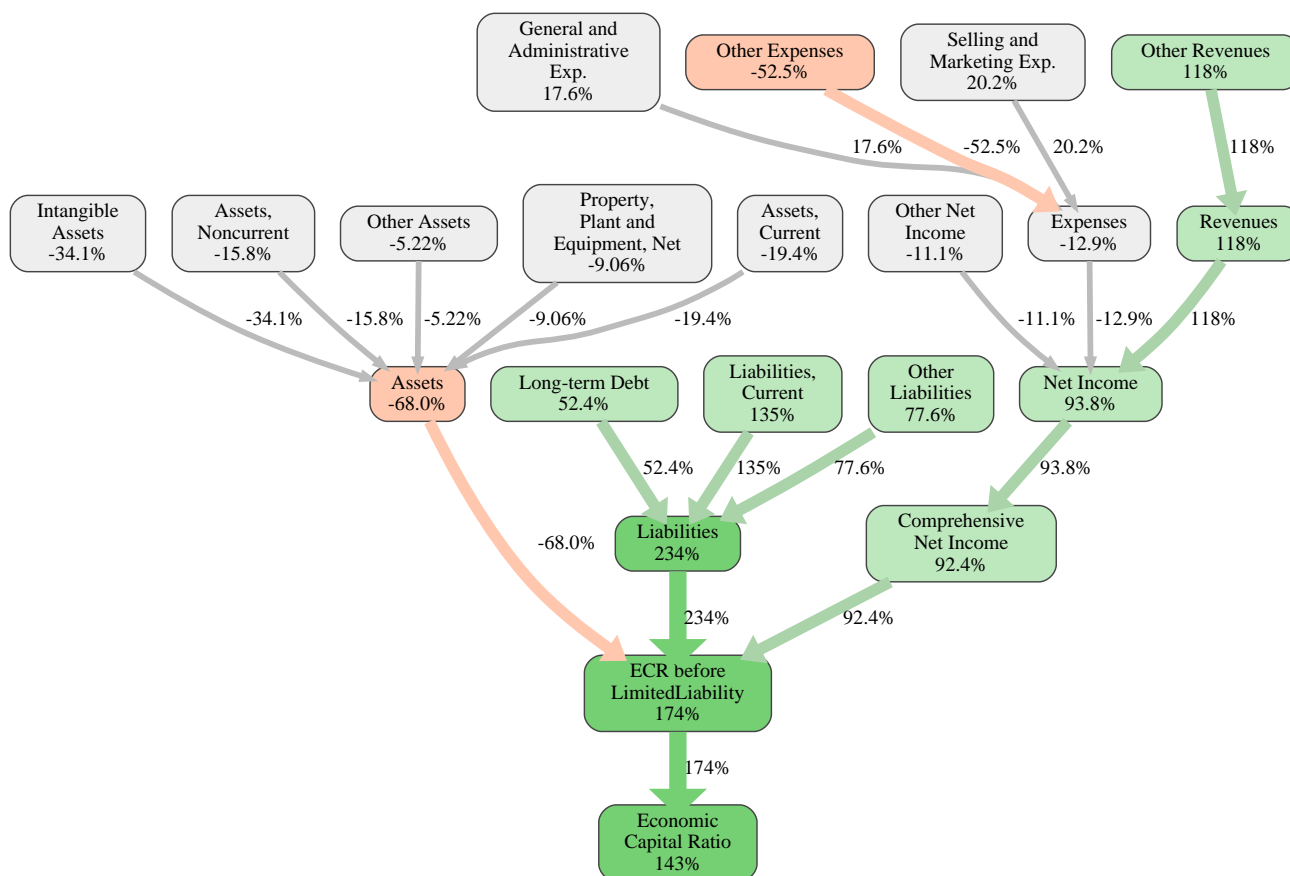 General and
Administrative
Exp.
17.6%
Other Expenses
-52.5%
Selling and
Marketing Exp.
20.2%
Other Revenues
118%
17.6%
-52.5%
20.2%
118%
Intangible
Assets
-34.1%
Assets,
Noncurrent
-15.8%
Other Assets
-5.22%
Property,
Plant and
Equipment, Net
-9.06%
Assets,
Current
-19.4%
Other Net
Income
-11.1%
Expenses
-12.9%
Revenues
118%
-34.1%
-15.8%
-5.22%
-9.06%
-19.4%
-11.1%
-12.9%
118%
Assets
-68.0%
Long-term Debt
52.4%
Liabilities,
Current
135%
Other
Liabilities
77.6%
Net Income
93.8%
52.4%
135%
77.6%
93.8%
-68.0%
Liabilities
234%
Comprehensive
Net Income
92.4%
234%
92.4%
ECR before
LimitedLiability
174%
174%
Economic
Capital Ratio
143%